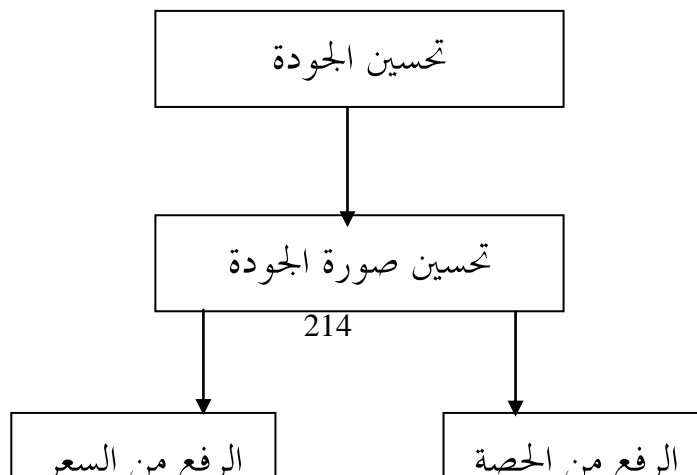 تحسين الجودة
تحسين صورة الجودة
214
الرفع من الحصة
الرفع من السعر